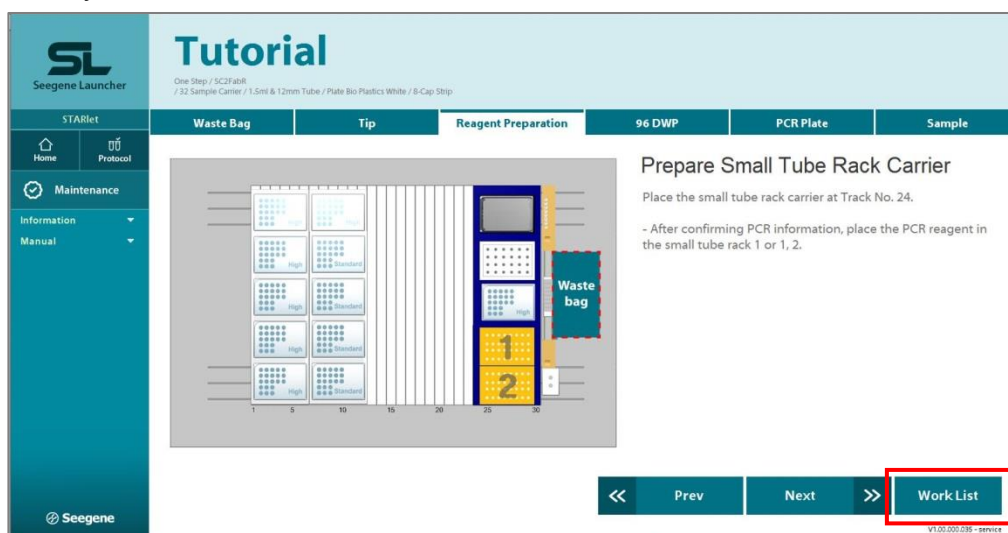 SL
Seegene Launcher
Tutorial
One Step / SC2FabR
/ 32 Sample Carrier / 1.5ml & 12mm Tube / Plate Bio Plastics White / 8-Cap Strip
STARlet
Home
Protocol
Maintenance
Information
Manual
Waste Bag
Tip
Reagent Preparation
96 DWP
PCR Plate
Sample
High
Standard
High
Standard
High
Standard
High
Standard
High
Waste
bag
1
2
1 5 10 15 20 25 30
Prepare Small Tube Rack Carrier
Place the small tube rack carrier at Track No. 24.
- After confirming PCR information, place the PCR reagent in
the small tube rack 1 or 1, 2.
Prev
Next
Work List
Seegene
V1.00.000.035 - service